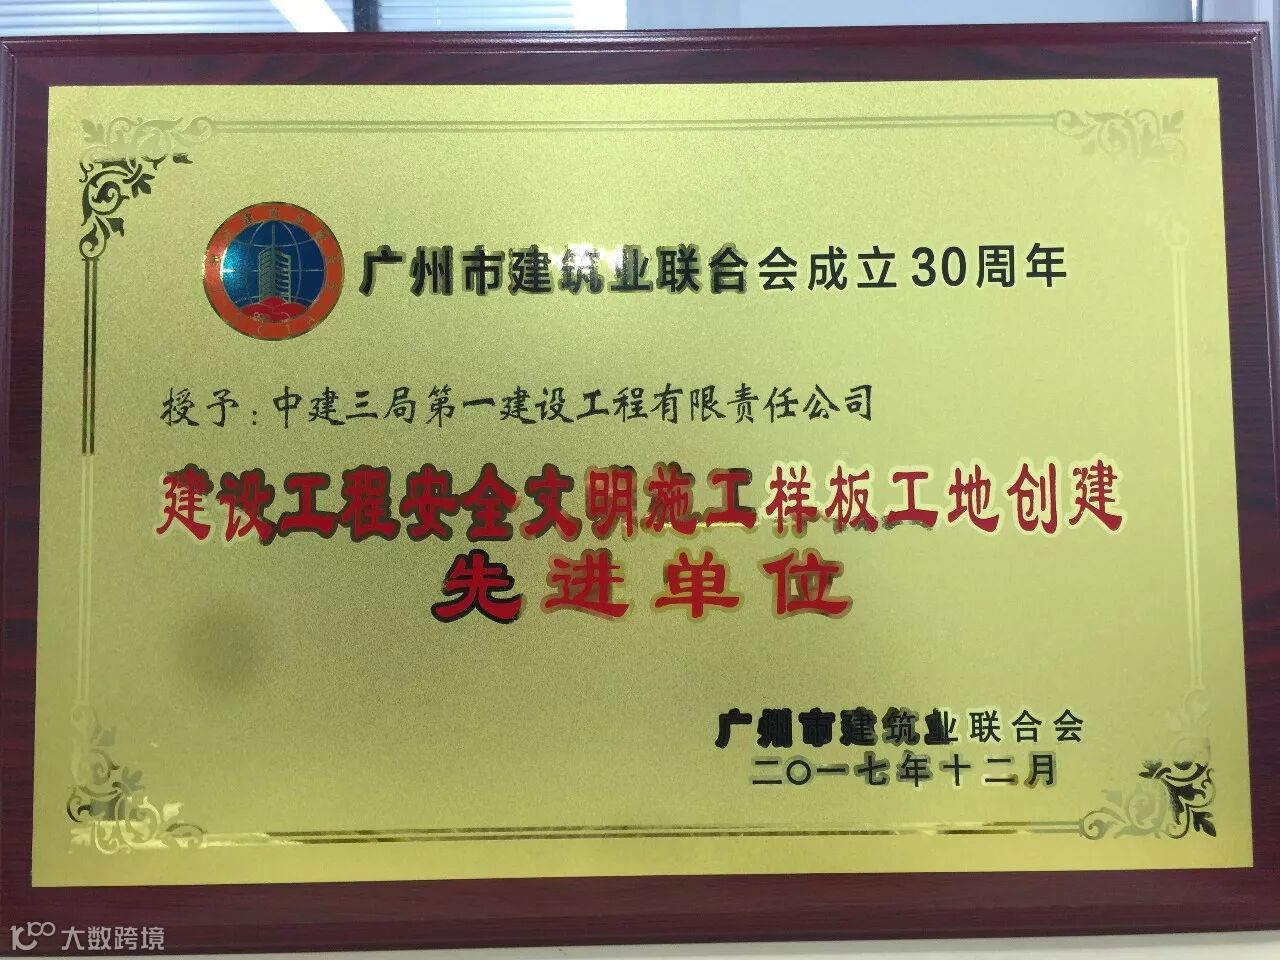 广州市建筑业联合会成立30周年
授予:中建三局第一建设工程有限责任公司
建设工程安全文明施工样板工地创建
先进单位
广州市建筑业联合会
二〇一七年十二月
大数跨境